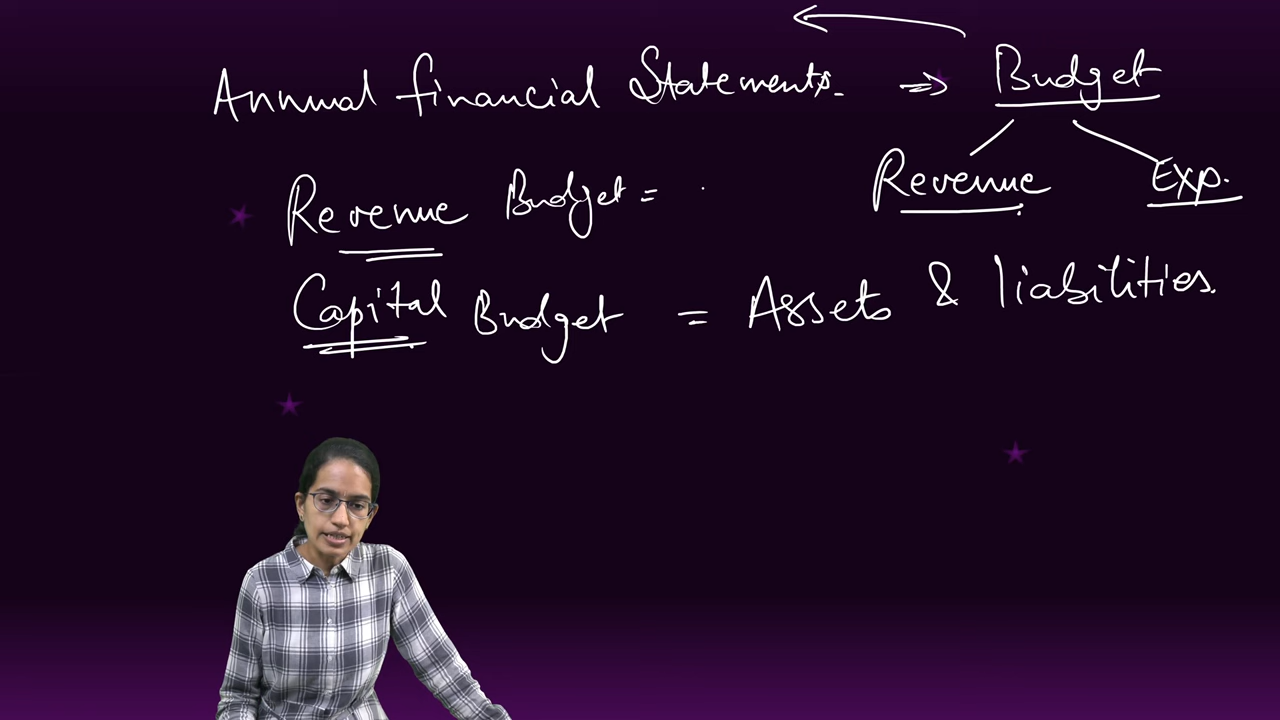 Annual financial Statements. => Budget
Revenue Exp.
Revenue Budget =
Capital Budget = Assets & liabilities.